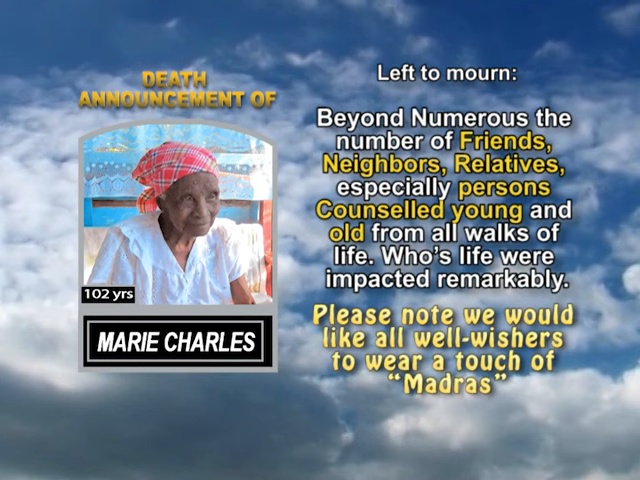 DEATH
ANNOUNCEMENT OF
102 yrs
MARIE CHARLES
Left to mourn:
Beyond Numerous the
number of Friends,
Neighbors, Relatives,
especially persons
Counselled young and
old from all walks of
life. Who's life were
impacted remarkably.
Please note we would
like all well-wishers
to wear a touch of
“Madras”